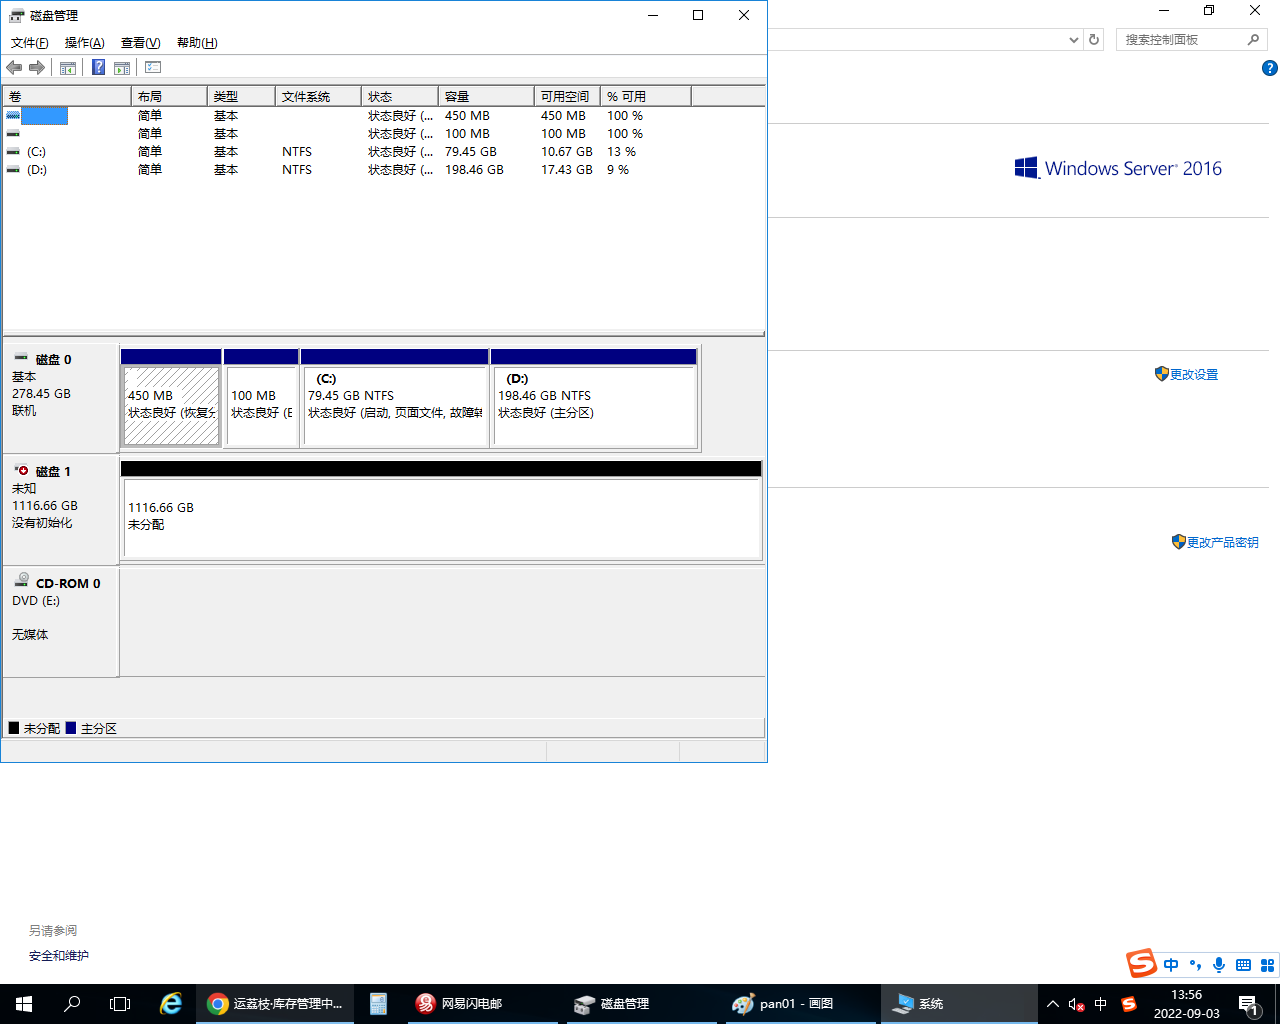 磁盘管理
文件(F) 操作(A) 查看(V) 帮助(H)
搜索控制面板
卷 布局 类型 文件系统 状态 容量 可用空间 % 可用
简单 基本 状态良好 (... 450 MB 450 MB 100 %
简单 基本 状态良好 (... 100 MB 100 MB 100 %
(C:) 简单 基本 NTFS 状态良好 (... 79.45 GB 10.67 GB 13 %
(D:) 简单 基本 NTFS 状态良好 (... 198.46 GB 17.43 GB 9 %
Windows Server 2016
磁盘 0
基本
278.45 GB
联机
450 MB
状态良好 (恢复分
100 MB
状态良好 (E
(C:)
79.45 GB NTFS
状态良好 (启动, 页面文件, 故障转
(D:)
198.46 GB NTFS
状态良好 (主分区)
更改设置
磁盘 1
未知
1116.66 GB
没有初始化
1116.66 GB
未分配
更改产品密钥
CD-ROM 0
DVD (E:)
无媒体
未分配 主分区
另请参阅
安全和维护
中
运荔枝·库存管理中... 网易闪电邮 磁盘管理 pan01 - 画图 系统 中
13:56
2022-09-03
1